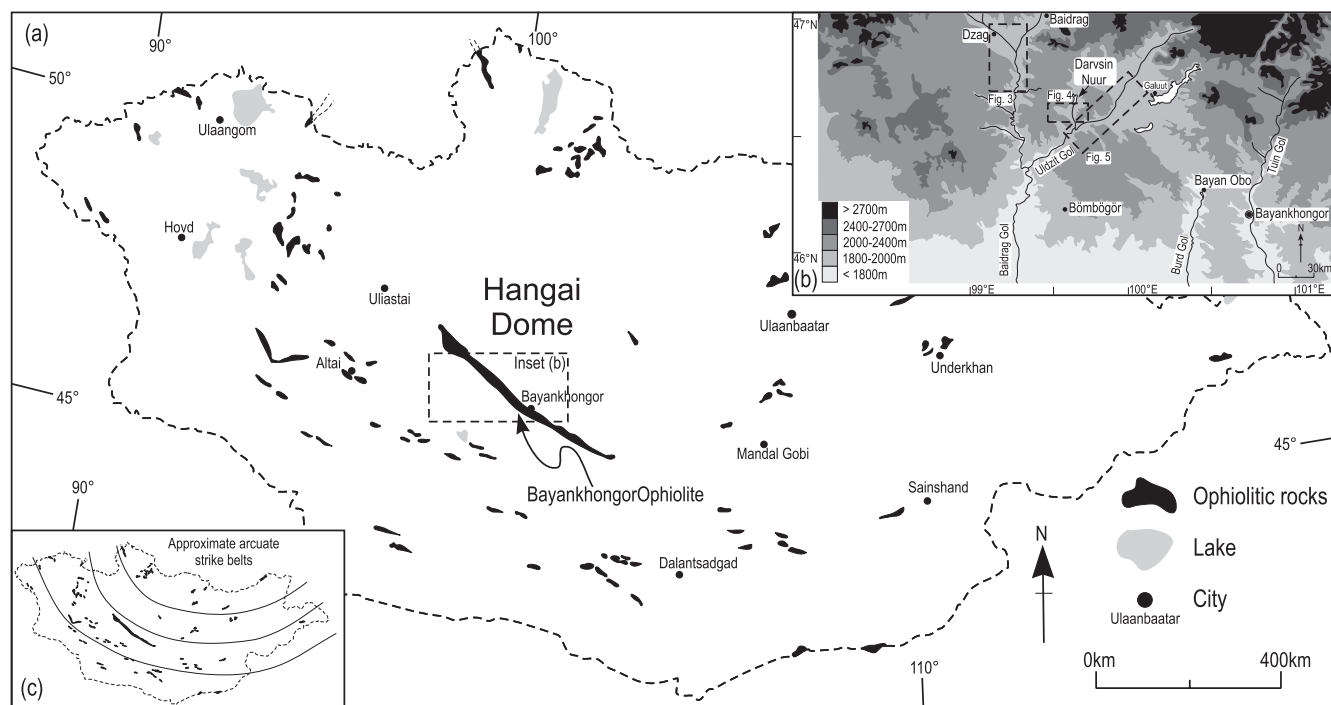 (a)
90°
100°
50°
Ulaangom
Hovd
Uliastai
Hangai
Dome
Altai
Inset (b)
Bayankhongor
45°
BayankhongorOphiolite
Ulaanbaatar
Underkhan
Mandal Gobi
Sainshand
Dalantsadgad
45°
90°
110°
N
Ophiolitic rocks
Lake
City
Ulaanbaatar
0km
400km
47°N
Baidrag
Dzag
Darvsin
Nuur
Fig. 4
Galuut
Fig. 3
Uldzit Gol
Fig. 5
Tuin Gol
Bayan Obo
Bömbögör
Bayankhongor
> 2700m
2400-2700m
2000-2400m
1800-2000m
< 1800m
Baidrag Gol
Burd Gol
N
0 30km
46°N
(b)
99°E
100°E
101°E
Approximate arcuate
strike belts
(c)